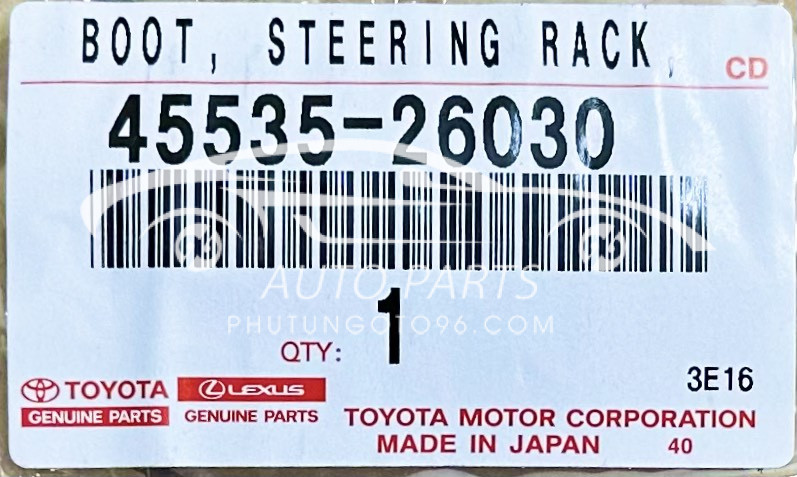 BOOT, STEERING RACK,
CD
45535-26030
AUTO PARTS
PHUTUNGOTO96.COM
QTY: 1
3E16
TOYOTA LEXUS
GENUINE PARTS GENUINE PARTS
TOYOTA MOTOR CORPORATION
MADE IN JAPAN 40